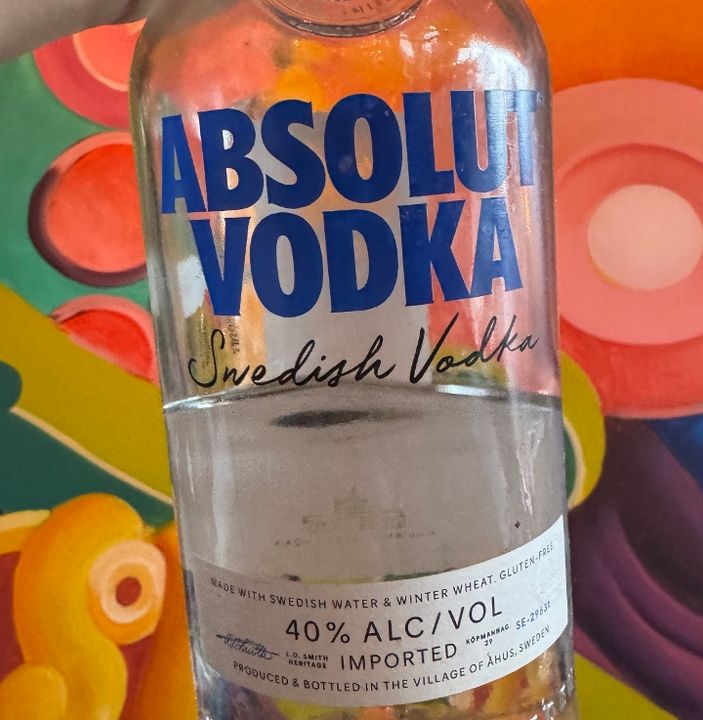 ABSOLUT
VODKA
Swedish Vodka
MADE WITH SWEDISH WATER & WINTER WHEAT. GLUTEN-FREE
40% ALC/VOL
L.O. SMITH
HERITAGE
IMPORTED
KÖPMANNAG.
29
SE-29631
PRODUCED & BOTTLED IN THE VILLAGE OF ÅHUS, SWEDEN